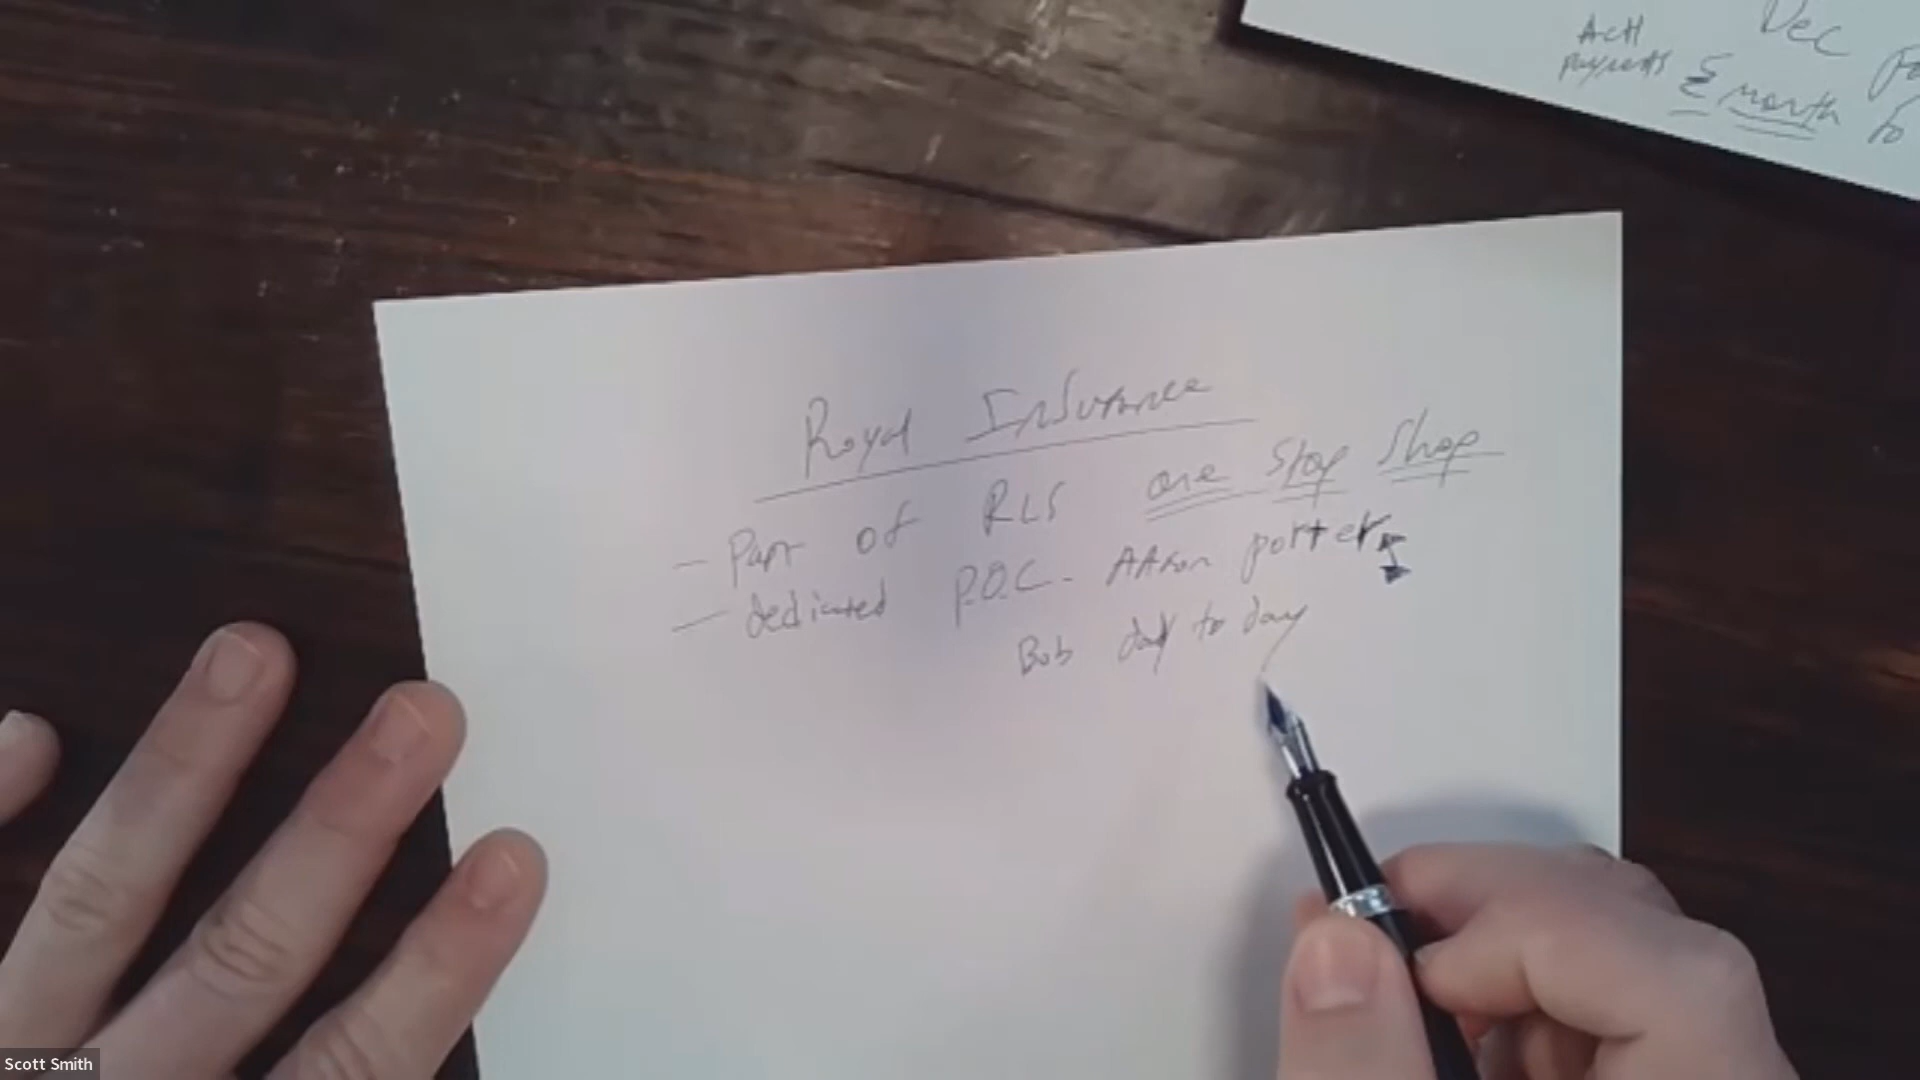 ACH
payments
Dec
£ month
fo
Royal Insurance
- Part of RLS one stop shop
- dedicated P.O.C. - AAron porter
Bob day to day
Scott Smith